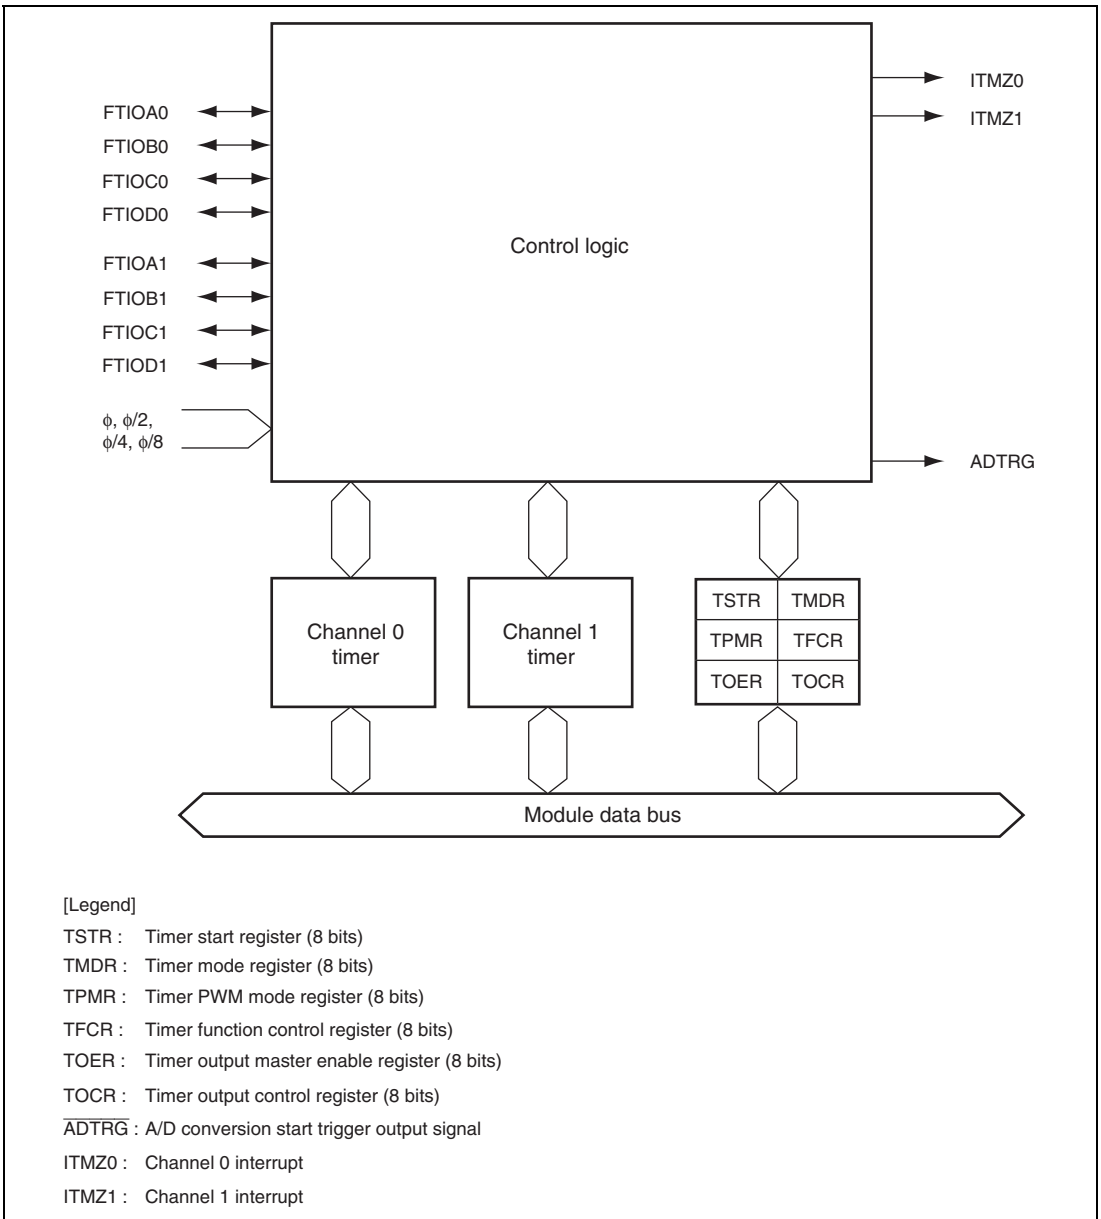 FTIOA0
FTIOB0
FTIOC0
FTIOD0
FTIOA1
FTIOB1
FTIOC1
FTIOD1
ϕ, ϕ/2,
ϕ/4, ϕ/8
Control logic
ITMZ0
ITMZ1
ADTRG
Channel 0
timer
Channel 1
timer
TSTR TMDR
TPMR TFCR
TOER TOCR
Module data bus
[Legend]
TSTR : Timer start register (8 bits)
TMDR : Timer mode register (8 bits)
TPMR : Timer PWM mode register (8 bits)
TFCR : Timer function control register (8 bits)
TOER : Timer output master enable register (8 bits)
TOCR : Timer output control register (8 bits)
A̅D̅T̅R̅G̅ : A/D conversion start trigger output signal
ITMZ0 : Channel 0 interrupt
ITMZ1 : Channel 1 interrupt